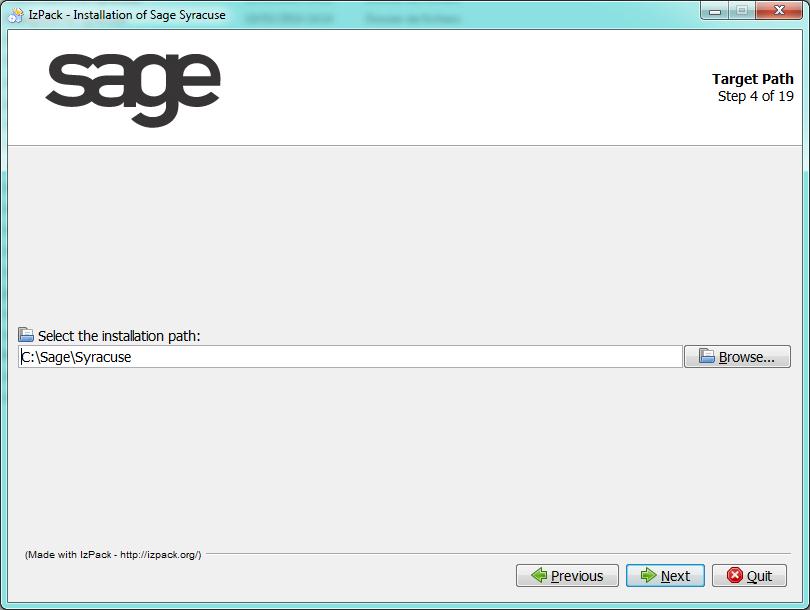 IzPack - Installation of Sage Syracuse
sage
Target Path
Step 4 of 19
Select the installation path:
C:\Sage\Syracuse
Browse...
(Made with IzPack - http://izpack.org/)
Previous
Next
Quit